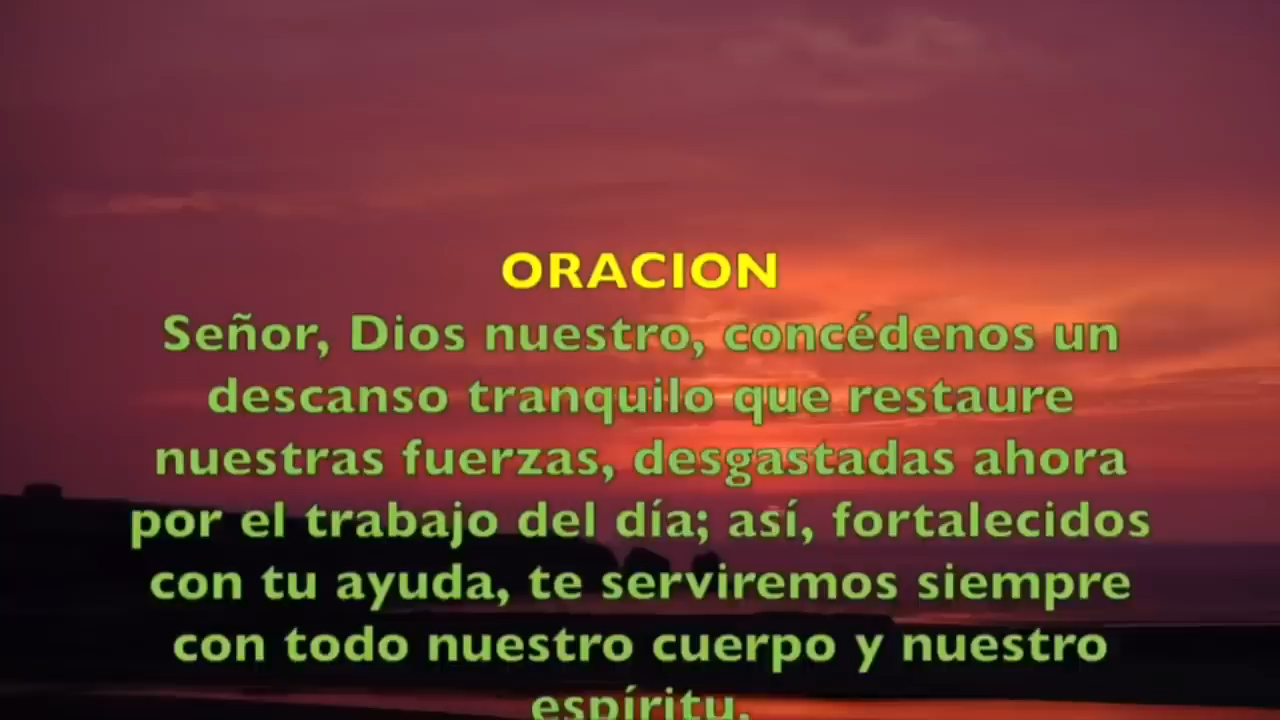 ORACION
Señor, Dios nuestro, concédenos un
descanso tranquilo que restaure
nuestras fuerzas, desgastadas ahora
por el trabajo del día; así, fortalecidos
con tu ayuda, te serviremos siempre
con todo nuestro cuerpo y nuestro
espíritu.